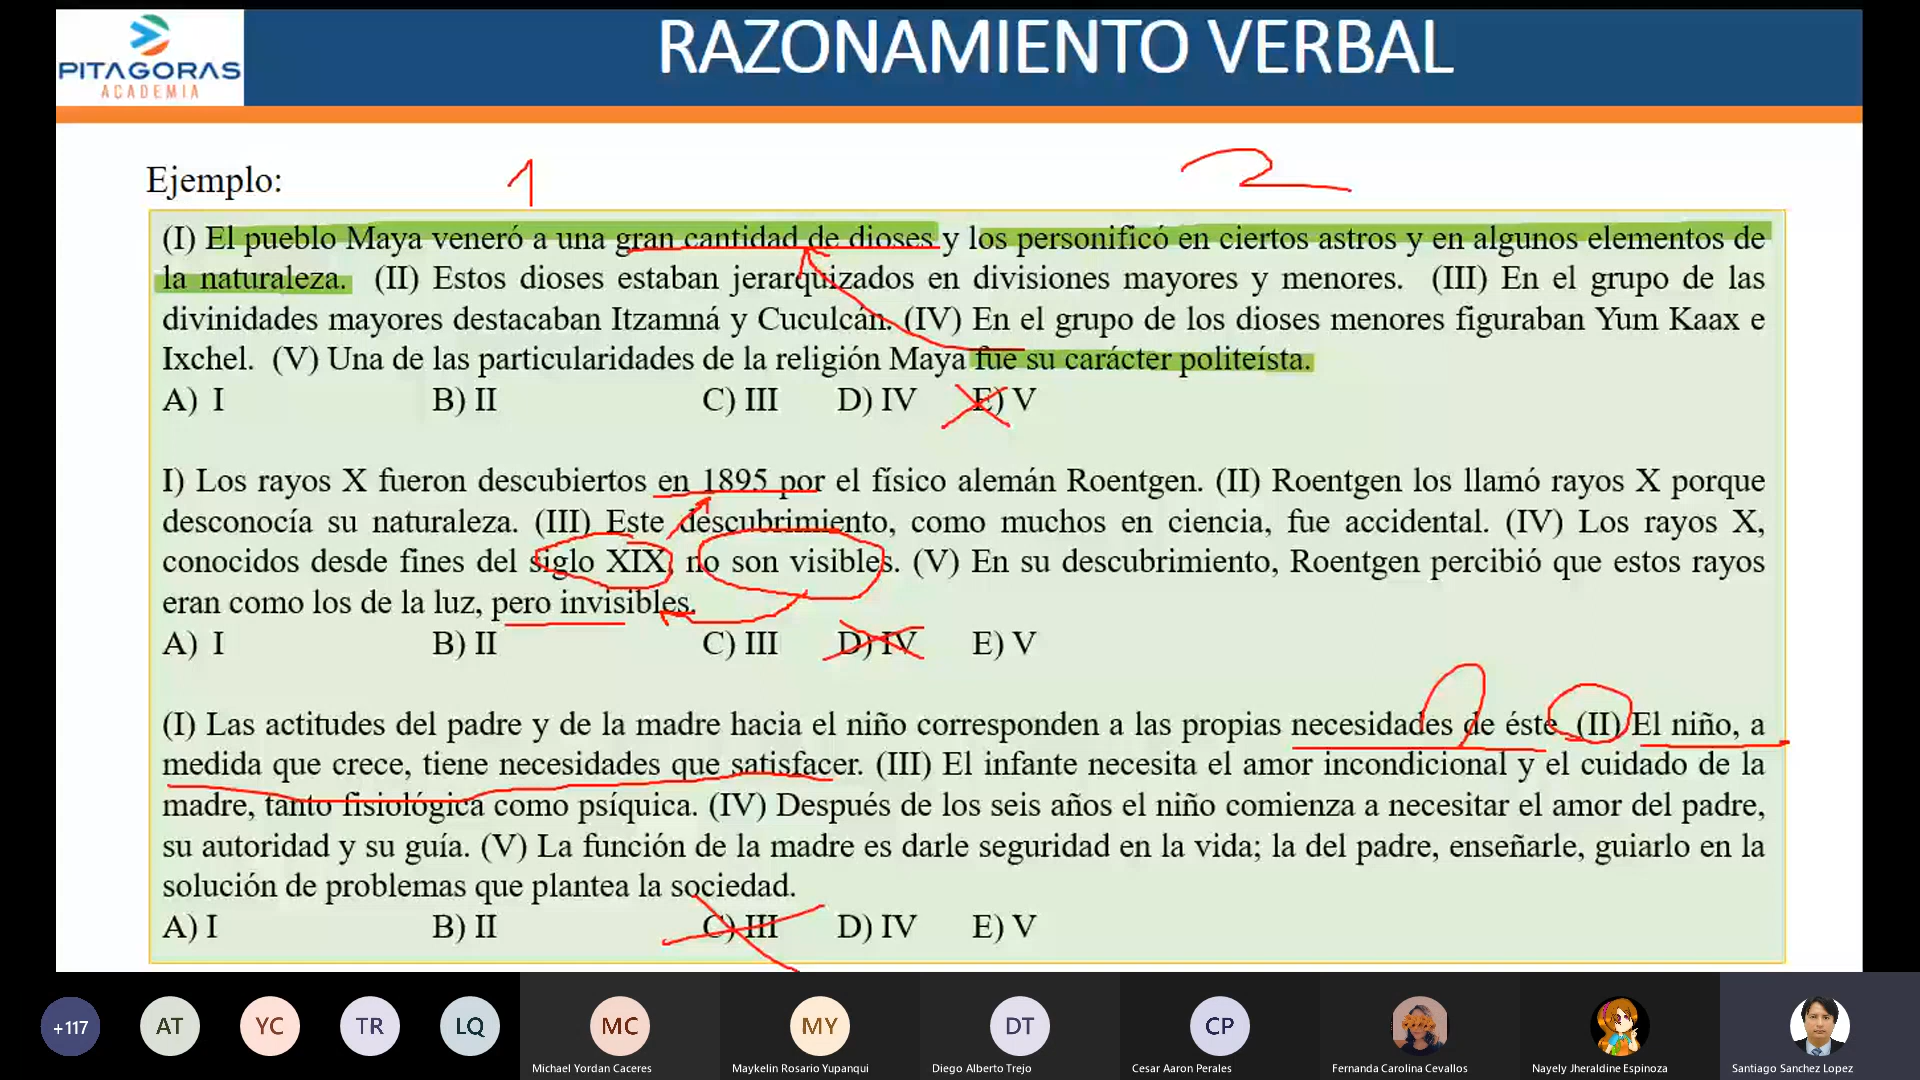 PITAGORAS
ACADEMIA
RAZONAMIENTO VERBAL
Ejemplo:
1
2
(I) El pueblo Maya veneró a una gran cantidad de dioses y los personificó en ciertos astros y en algunos elementos de
la naturaleza. (II) Estos dioses estaban jerarquizados en divisiones mayores y menores. (III) En el grupo de las
divinidades mayores destacaban Itzamná y Cuculcán. (IV) En el grupo de los dioses menores figuraban Yum Kaax e
Ixchel. (V) Una de las particularidades de la religión Maya fue su carácter politeísta.
A) I B) II C) III D) IV E) V
I) Los rayos X fueron descubiertos en 1895 por el físico alemán Roentgen. (II) Roentgen los llamó rayos X porque
desconocía su naturaleza. (III) Este descubrimiento, como muchos en ciencia, fue accidental. (IV) Los rayos X,
conocidos desde fines del siglo XIX, no son visibles. (V) En su descubrimiento, Roentgen percibió que estos rayos
eran como los de la luz, pero invisibles.
A) I B) II C) III D) IV E) V
(I) Las actitudes del padre y de la madre hacia el niño corresponden a las propias necesidades de éste. (II) El niño, a
medida que crece, tiene necesidades que satisfacer. (III) El infante necesita el amor incondicional y el cuidado de la
madre, tanto fisiológica como psíquica. (IV) Después de los seis años el niño comienza a necesitar el amor del padre,
su autoridad y su guía. (V) La función de la madre es darle seguridad en la vida; la del padre, enseñarle, guiarlo en la
solución de problemas que plantea la sociedad.
A) I B) II C) III D) IV E) V
+117 AT YC TR LQ MC MY DT CP
Michael Yordan Caceres Maykelin Rosario Yupanqui Diego Alberto Trejo Cesar Aaron Perales Fernanda Carolina Cevallos Nayely Jheraldine Espinoza Santiago Sanchez Lopez